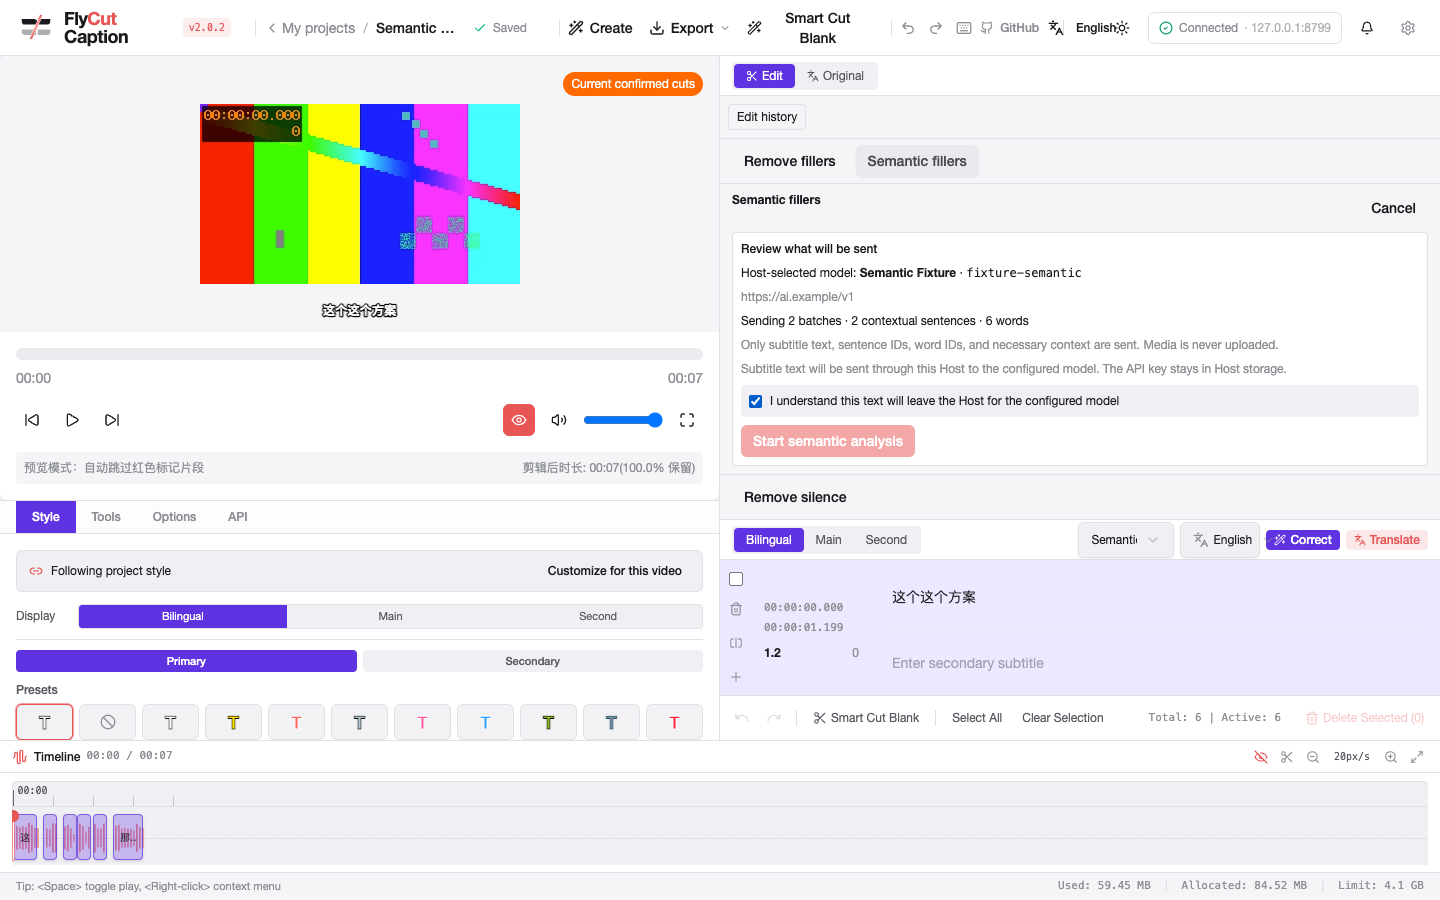 FlyCut Caption
v2.0.2
My projects / Semantic ...
Saved
Create
Export
Smart Cut Blank
GitHub
English
Connected · 127.0.0.1:8799
Current confirmed cuts
00:00:00.000
0
这个这个方案
00:00
00:07
预览模式：自动跳过红色标记片段
剪辑后时长: 00:07(100.0% 保留)
Style
Tools
Options
API
Following project style
Customize for this video
Display
Bilingual
Main
Second
Primary
Secondary
Presets
T
T
T
T
T
T
T
T
T
T
Edit
Original
Edit history
Remove fillers
Semantic fillers
Semantic fillers
Cancel
Review what will be sent
Host-selected model: Semantic Fixture · fixture-semantic
https://ai.example/v1
Sending 2 batches · 2 contextual sentences · 6 words
Only subtitle text, sentence IDs, word IDs, and necessary context are sent. Media is never uploaded.
Subtitle text will be sent through this Host to the configured model. The API key stays in Host storage.
I understand this text will leave the Host for the configured model
Start semantic analysis
Remove silence
Bilingual
Main
Second
Semantic
English
Correct
Translate
00:00:00.000
00:00:01.199
1.2
0
这个这个方案
Enter secondary subtitle
Smart Cut Blank
Select All
Clear Selection
Total: 6 | Active: 6
Delete Selected (0)
Timeline
00:00 / 00:07
20px/s
00:00
这
那...
Tip: <Space> toggle play, <Right-click> context menu
Used: 59.45 MB
Allocated: 84.52 MB
Limit: 4.1 GB